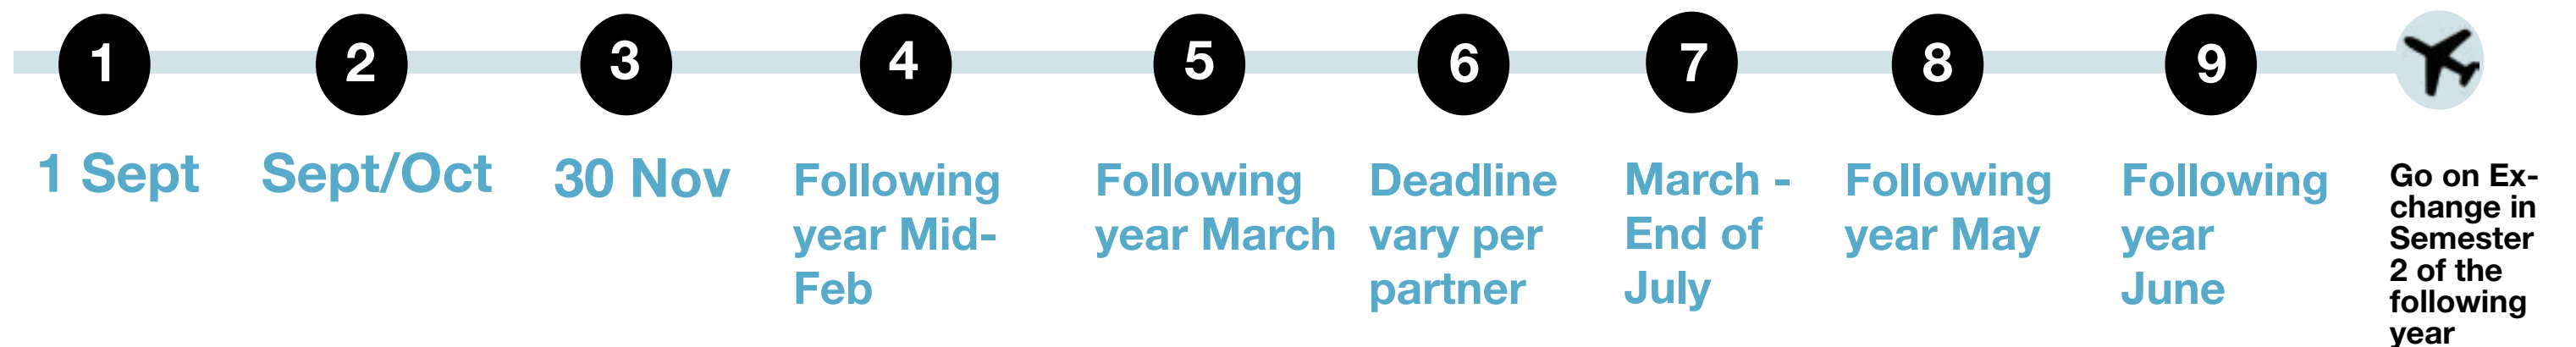 1
2
3
4
5
6
7
8
9
1 Sept
Sept/Oct
30 Nov
Following
year Mid-
Feb
Following
year March
Deadline
vary per
partner
March -
End of
July
Following
year May
Following
year
June
Go on Ex-
change in
Semester
2 of the
following
year